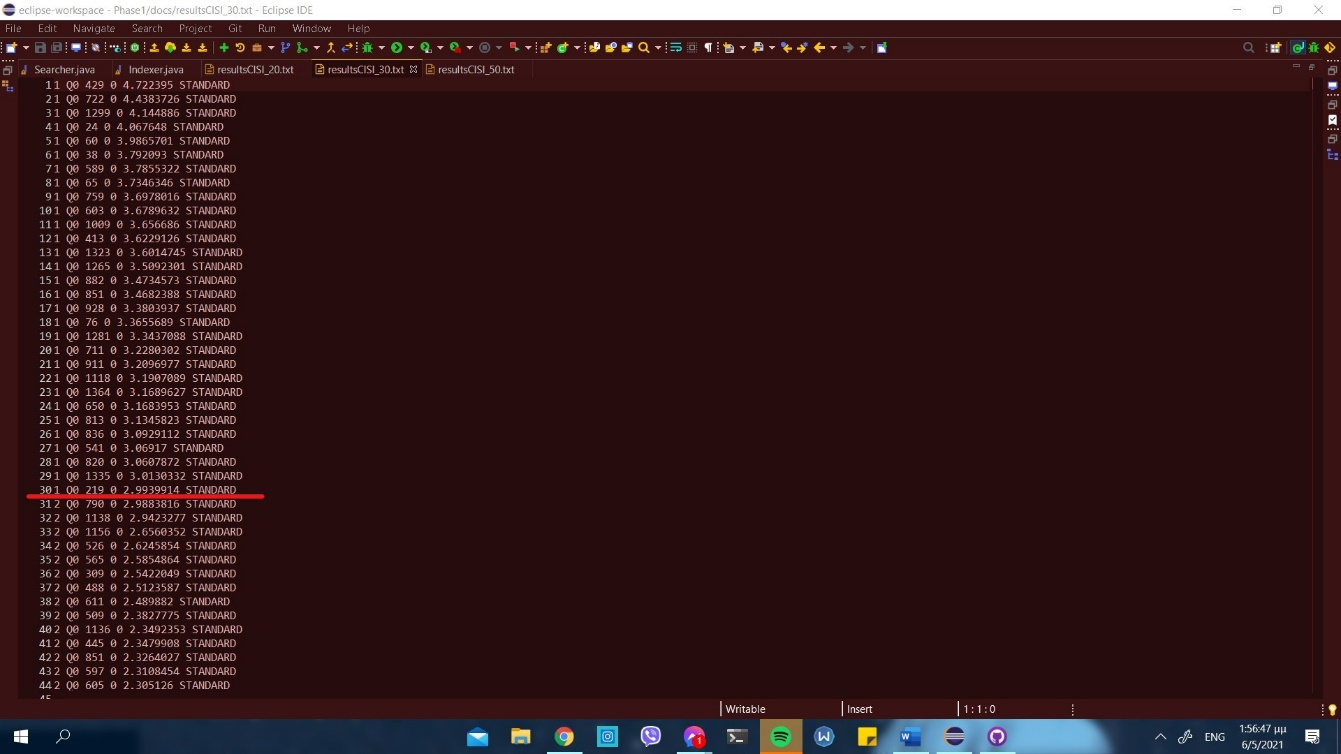 eclipse-workspace - Phase1/docs/resultsCISI_30.txt - Eclipse IDE
File Edit Navigate Search Project Git Run Window Help
Searcher.java Indexer.java resultsCISI_20.txt resultsCISI_30.txt resultsCISI_50.txt
1 1 Q0 429 0 4.722395 STANDARD
2 1 Q0 722 0 4.4383726 STANDARD
3 1 Q0 1299 0 4.144886 STANDARD
4 1 Q0 24 0 4.067648 STANDARD
5 1 Q0 60 0 3.9865701 STANDARD
6 1 Q0 38 0 3.792093 STANDARD
7 1 Q0 589 0 3.7855322 STANDARD
8 1 Q0 65 0 3.7346346 STANDARD
9 1 Q0 759 0 3.6978016 STANDARD
10 1 Q0 603 0 3.6789632 STANDARD
11 1 Q0 1009 0 3.656686 STANDARD
12 1 Q0 413 0 3.6229126 STANDARD
13 1 Q0 1323 0 3.6014745 STANDARD
14 1 Q0 1265 0 3.5092301 STANDARD
15 1 Q0 882 0 3.4734573 STANDARD
16 1 Q0 851 0 3.4682388 STANDARD
17 1 Q0 928 0 3.3803937 STANDARD
18 1 Q0 76 0 3.3655689 STANDARD
19 1 Q0 1281 0 3.3437088 STANDARD
20 1 Q0 711 0 3.2280302 STANDARD
21 1 Q0 911 0 3.2096977 STANDARD
22 1 Q0 1118 0 3.1907089 STANDARD
23 1 Q0 1364 0 3.1689627 STANDARD
24 1 Q0 650 0 3.1683953 STANDARD
25 1 Q0 813 0 3.1345823 STANDARD
26 1 Q0 836 0 3.0929112 STANDARD
27 1 Q0 541 0 3.06917 STANDARD
28 1 Q0 820 0 3.0607872 STANDARD
29 1 Q0 1335 0 3.0130332 STANDARD
30 1 Q0 219 0 2.9939914 STANDARD
31 2 Q0 790 0 2.9883816 STANDARD
32 2 Q0 1138 0 2.9423277 STANDARD
33 2 Q0 1156 0 2.6560352 STANDARD
34 2 Q0 526 0 2.6245854 STANDARD
35 2 Q0 565 0 2.5854864 STANDARD
36 2 Q0 309 0 2.5422049 STANDARD
37 2 Q0 488 0 2.5123587 STANDARD
38 2 Q0 611 0 2.489882 STANDARD
39 2 Q0 509 0 2.3827775 STANDARD
40 2 Q0 1136 0 2.3492353 STANDARD
41 2 Q0 445 0 2.3479908 STANDARD
42 2 Q0 851 0 2.3264027 STANDARD
43 2 Q0 597 0 2.3108454 STANDARD
44 2 Q0 605 0 2.305126 STANDARD
Writable Insert 1 : 1 : 0
ENG 1:56:47 μμ
6/5/2021